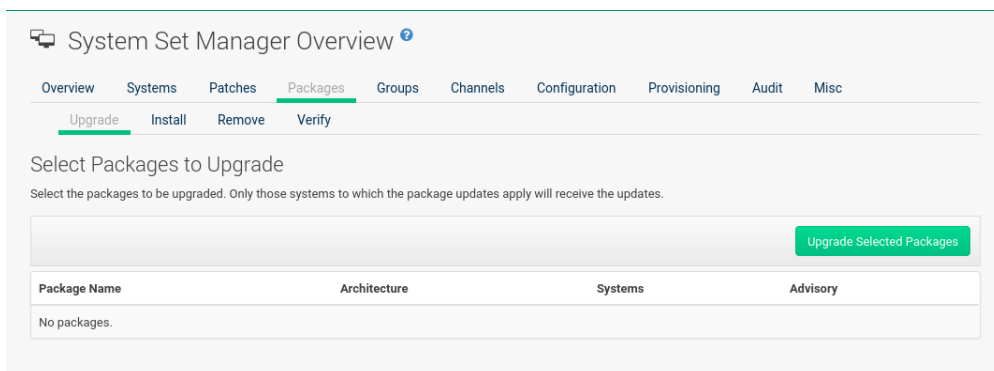 System Set Manager Overview ?
Overview Systems Patches Packages Groups Channels Configuration Provisioning Audit Misc
Upgrade Install Remove Verify
Select Packages to Upgrade
Select the packages to be upgraded. Only those systems to which the package updates apply will receive the updates.
Upgrade Selected Packages
Package Name Architecture Systems Advisory
No packages.